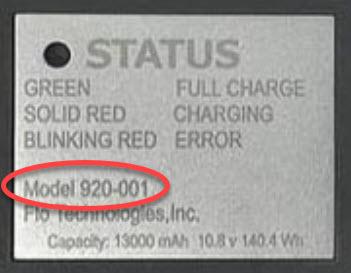 STATUS
GREEN FULL CHARGE
SOLID RED CHARGING
BLINKING RED ERROR
Model 920-001
Flo Technologies,Inc.
Capacity: 13000 mAh 10.8 v 140.4 Wh